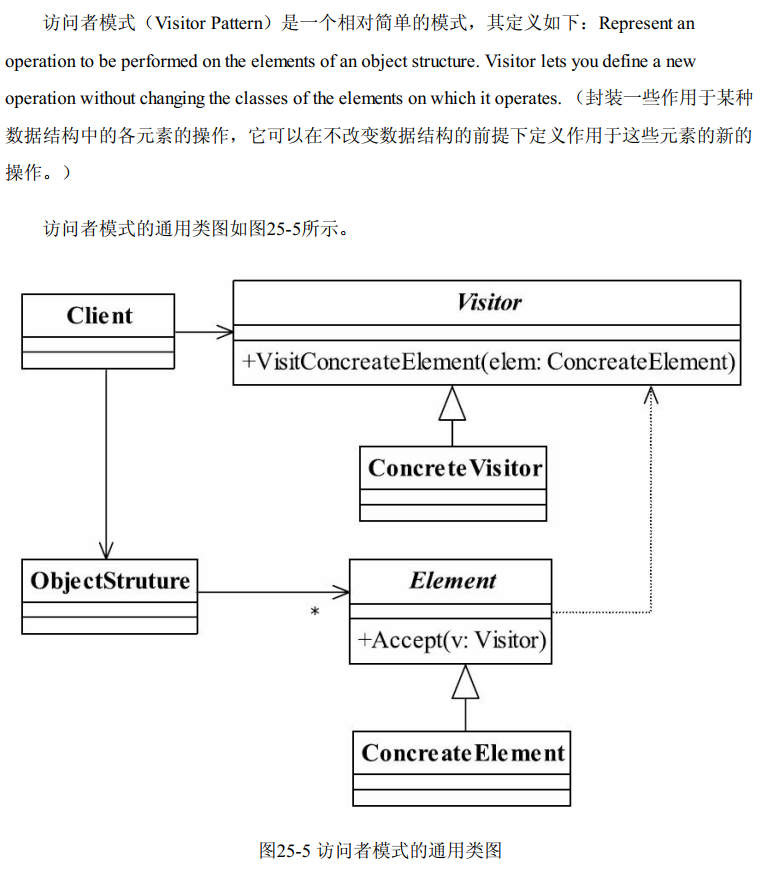 访问者模式（Visitor Pattern）是一个相对简单的模式，其定义如下：Represent an
operation to be performed on the elements of an object structure. Visitor lets you define a new
operation without changing the classes of the elements on which it operates. （封装一些作用于某种
数据结构中的各元素的操作，它可以在不改变数据结构的前提下定义作用于这些元素的新的
操作。）
访问者模式的通用类图如图25-5所示。
Client
Visitor
+VisitConcreateElement(elem: ConcreateElement)
ConcreteVisitor
ObjectStruture
*
Element
+Accept(v: Visitor)
ConcreateElement
图25-5 访问者模式的通用类图